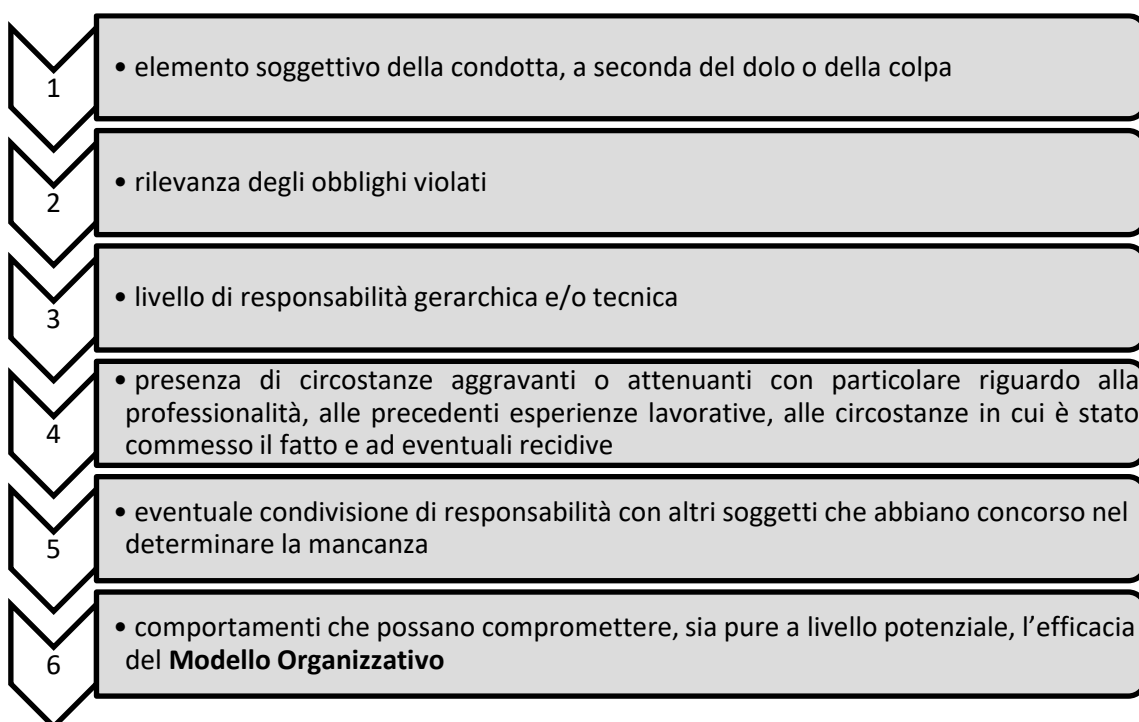 1
• elemento soggettivo della condotta, a seconda del dolo o della colpa
2
• rilevanza degli obblighi violati
3
• livello di responsabilità gerarchica e/o tecnica
4
• presenza di circostanze aggravanti o attenuanti con particolare riguardo alla
professionalità, alle precedenti esperienze lavorative, alle circostanze in cui è stato
commesso il fatto e ad eventuali recidive
5
• eventuale condivisione di responsabilità con altri soggetti che abbiano concorso nel
determinare la mancanza
6
• comportamenti che possano compromettere, sia pure a livello potenziale, l’efficacia
del Modello Organizzativo